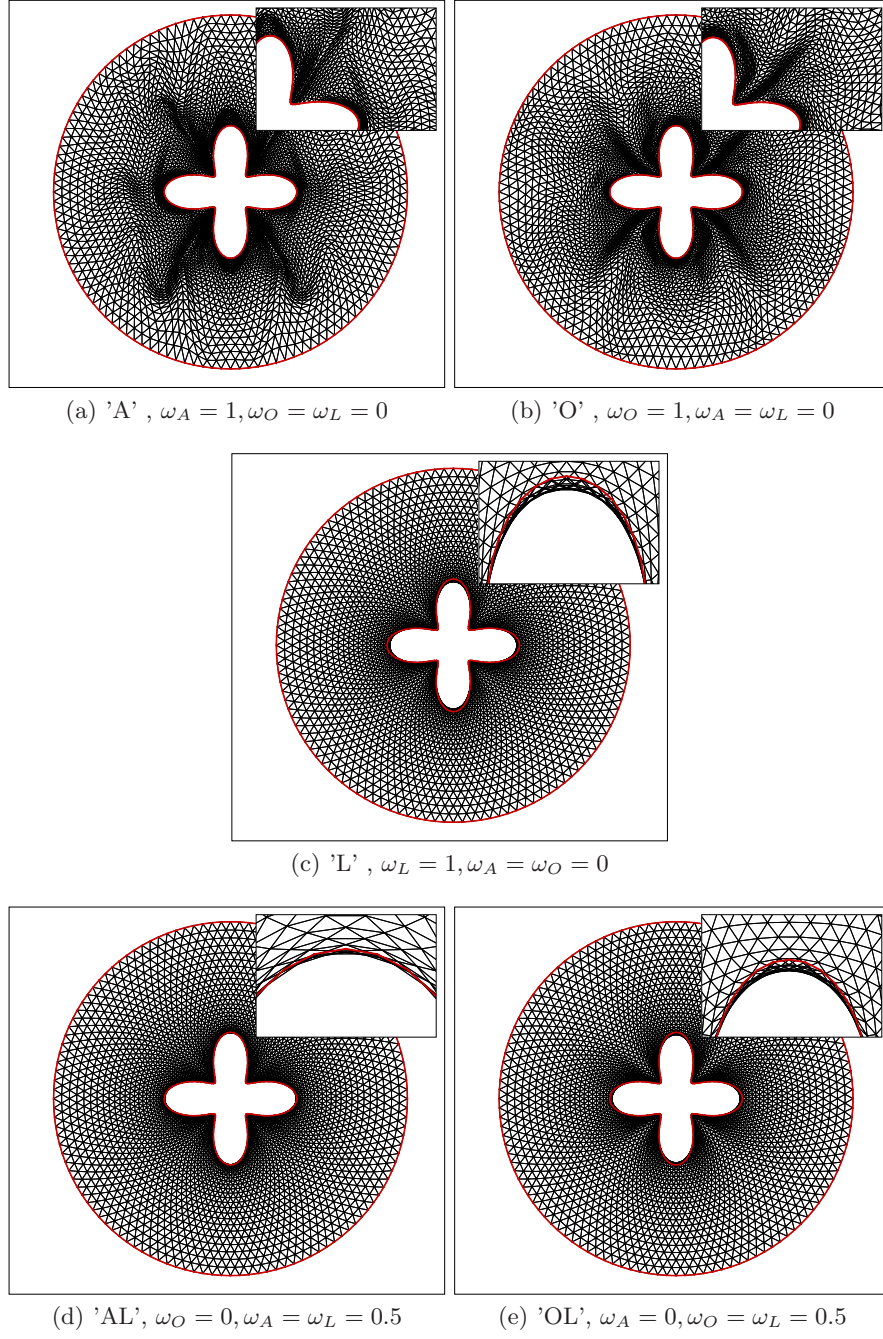 (a) 'A' , ω_A = 1, ω_O = ω_L = 0
(b) 'O' , ω_O = 1, ω_A = ω_L = 0
(c) 'L' , ω_L = 1, ω_A = ω_O = 0
(d) 'AL', ω_O = 0, ω_A = ω_L = 0.5
(e) 'OL', ω_A = 0, ω_O = ω_L = 0.5